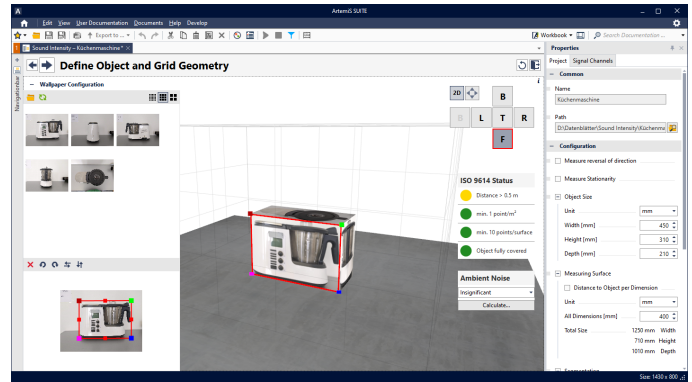 ArtemiS SUITE
Edit View User Documentation Documents Help Develop
Export to ...
Workbook
Search Documentation ...
1 Sound Intensity – Küchenmaschine*
Properties
Navigationbar
Define Object and Grid Geometry
Project Signal Channels
Wallpaper Configuration
i
Common
2D
B
Name
Küchenmaschine
B L T R
Path
D:\Datenblätter\Sound Intensity\Küchenma
F
Configuration
Measure reversal of direction
Measure Stationarity
ISO 9614 Status
Distance > 0.5 m
min. 1 point/m²
min. 10 points/surface
Object fully covered
Object Size
Unit mm
Width [mm] 450
Height [mm] 310
Depth [mm] 210
Ambient Noise
Insignificant
Calculate...
Measuring Surface
Distance to Object per Dimension
Unit mm
All Dimensions [mm] 400
Total Size 1250 mm Width
710 mm Height
1010 mm Depth
Size: 1430 x 800